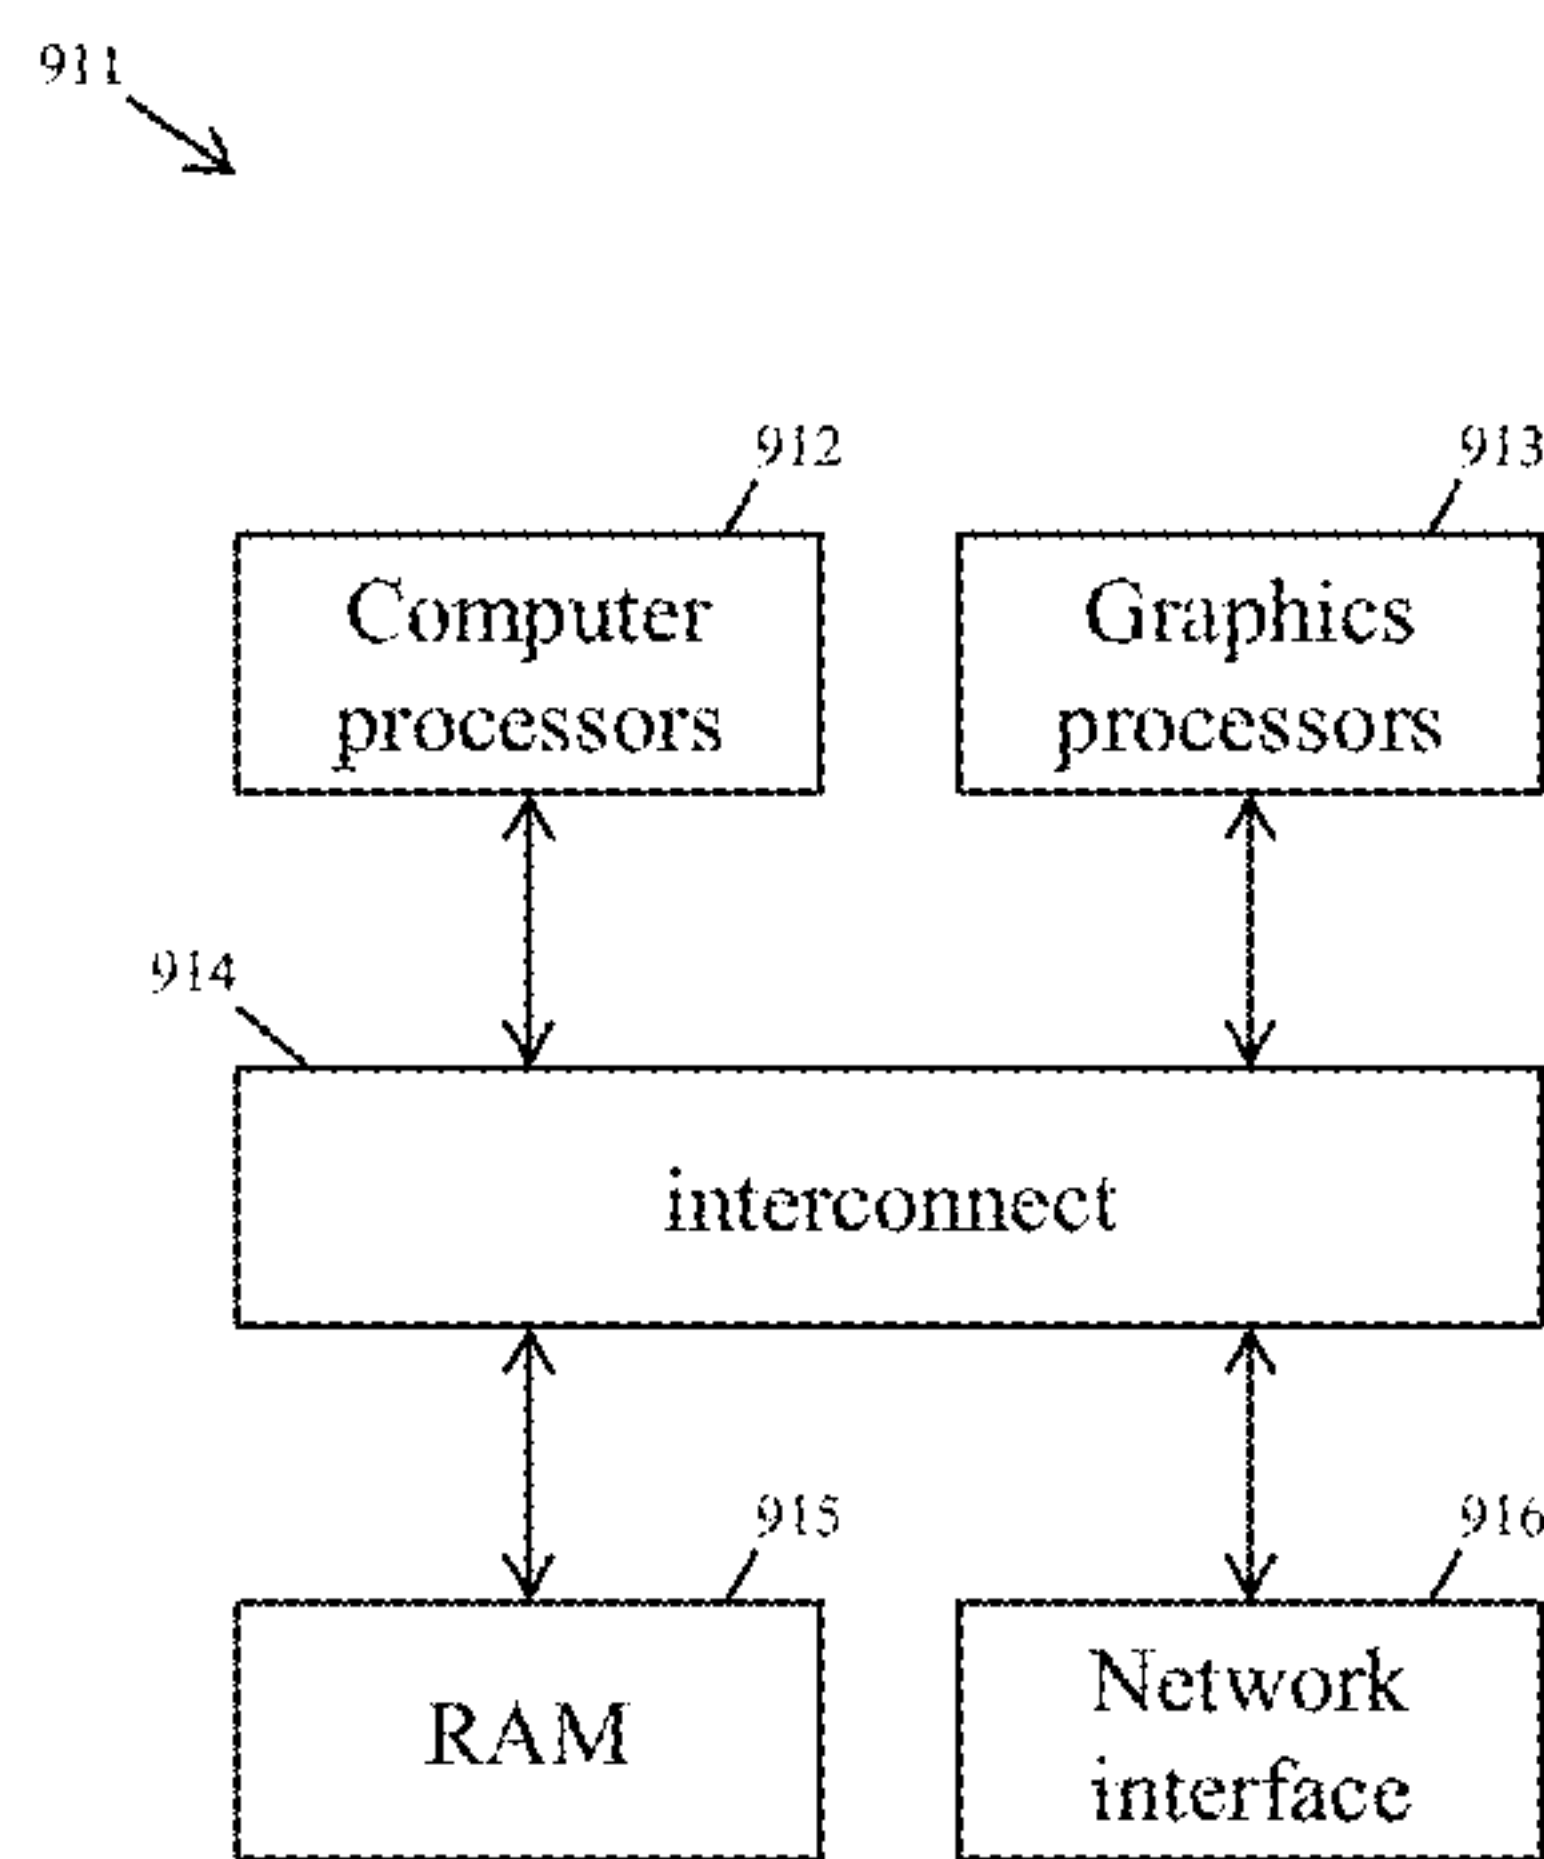 911
912
913
Computer
processors
Graphics
processors
914
interconnect
915
916
RAM
Network
interface